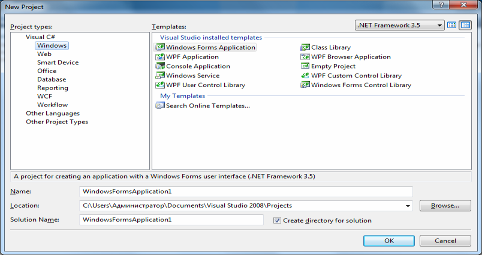 New Project
Project types:
Templates:
.NET Framework 3.5
Visual C#
Windows
Web
Smart Device
Office
Database
Reporting
WCF
Workflow
Other Languages
Other Project Types
Visual Studio installed templates
Windows Forms Application
Class Library
WPF Application
WPF Browser Application
Console Application
Empty Project
Windows Service
WPF Custom Control Library
WPF User Control Library
Windows Forms Control Library
My Templates
Search Online Templates...
A project for creating an application with a Windows Forms user interface (.NET Framework 3.5)
Name:
WindowsFormsApplication1
Location:
C:\Users\Администратор\Documents\Visual Studio 2008\Projects
Browse...
Solution Name:
WindowsFormsApplication1
Create directory for solution
OK
Cancel